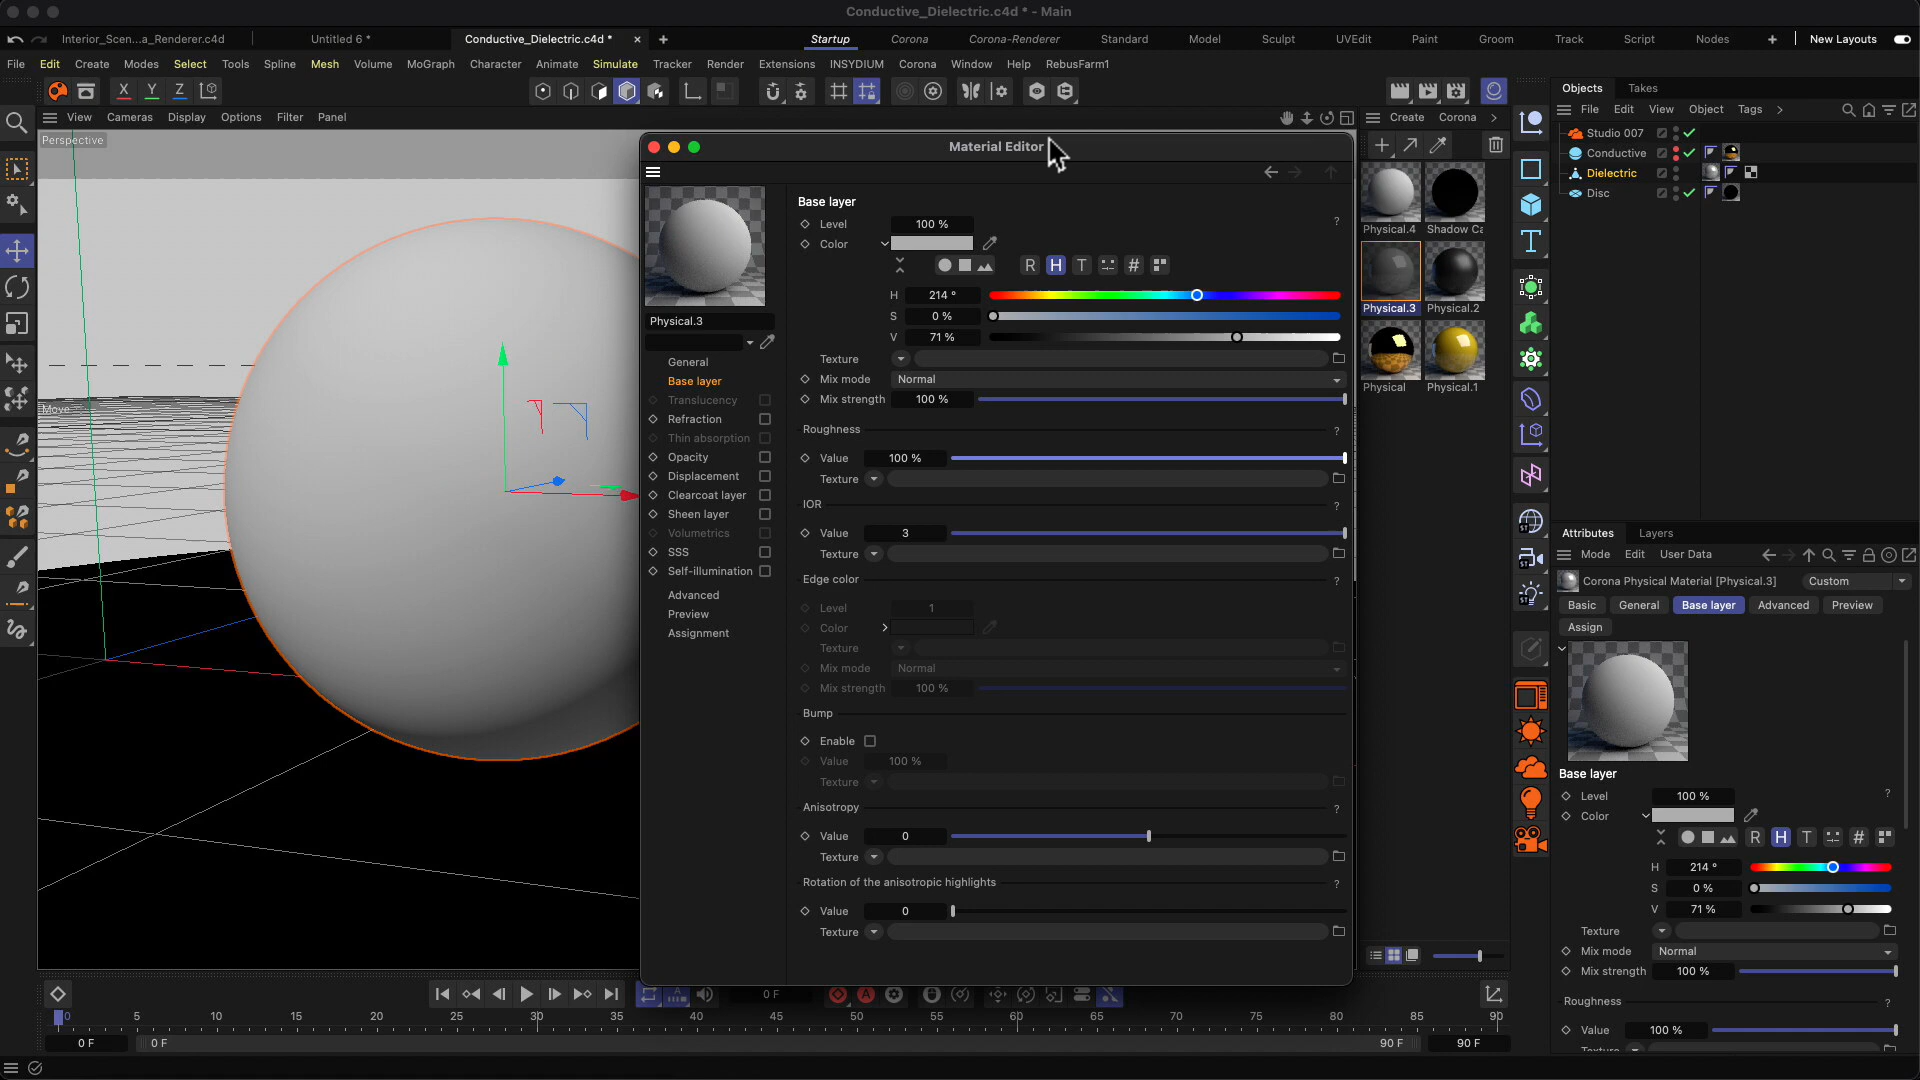 Conductive_Dielectric.c4d * - Main
Interior_Scen...a_Renderer.c4d
Untitled 6 *
Conductive_Dielectric.c4d *
Startup
Corona
Corona-Renderer
Standard
Model
Sculpt
UVEdit
Paint
Groom
Track
Script
Nodes
New Layouts
File Edit Create Modes Select Tools Spline Mesh Volume MoGraph Character Animate Simulate Tracker Render Extensions INSYDIUM Corona Window Help RebusFarm1
X Y Z
View Cameras Display Options Filter Panel
Perspective
Move
Material Editor
Physical.3
General
Base layer
Translucency
Refraction
Thin absorption
Opacity
Displacement
Clearcoat layer
Sheen layer
Volumetrics
SSS
Self-illumination
Advanced
Preview
Assignment
Base layer
Level 100 % ?
Color
R H T #
H 214 °
S 0 %
V 71 %
Texture
Mix mode Normal
Mix strength 100 %
Roughness ?
Value 100 %
Texture
IOR ?
Value 3
Texture
Edge color ?
Level 1
Color
Texture
Mix mode Normal
Mix strength 100 %
Bump
Enable
Value 100 %
Texture
Anisotropy ?
Value 0
Texture
Rotation of the anisotropic highlights ?
Value 0
Texture
Create Corona
Physical.4 Shadow Ca
Physical.3 Physical.2
Physical Physical.1
ST
ST
ST
Objects Takes
File Edit View Object Tags
Studio 007
Conductive
Dielectric
Disc
Attributes Layers
Mode Edit User Data
Corona Physical Material [Physical.3] Custom
Basic General Base layer Advanced Preview
Assign
Base layer
Level 100 % ?
Color
R H T #
H 214 °
S 0 %
V 71 %
Texture
Mix mode Normal
Mix strength 100 %
Roughness ?
Value 100 %
Texture
A
0 F
0 5 10 15 20 25 30 35 40 45 50 55 60 65 70 75 80 85 90
0 F 0 F 90 F 90 F